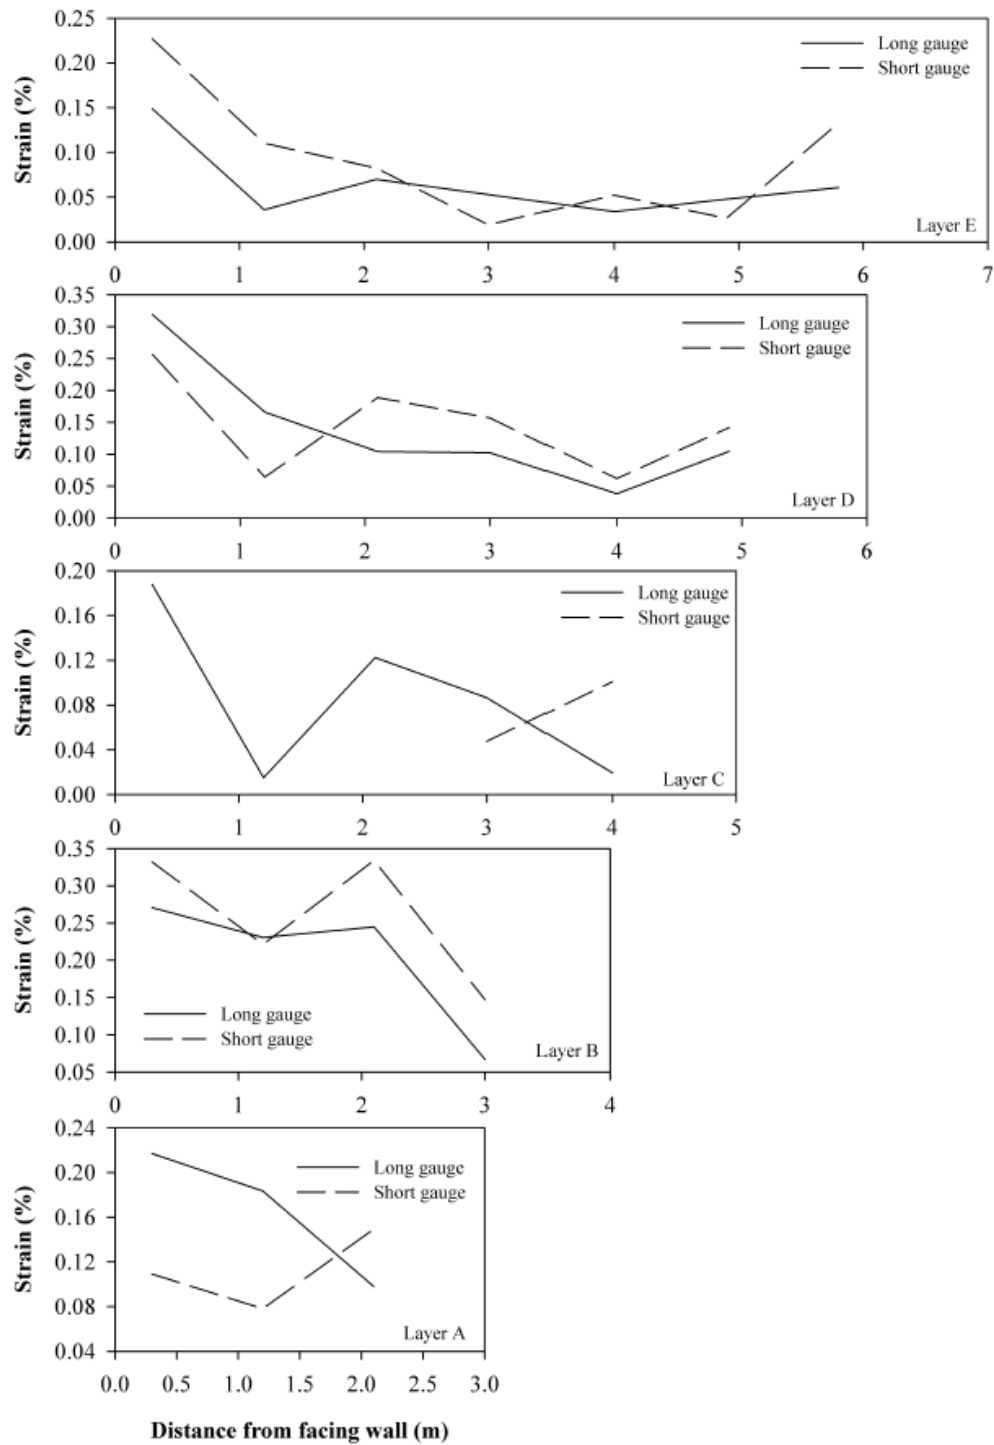 0.25
0.20
0.15
0.10
0.05
0.00
Strain (%)
Long gauge
Short gauge
Layer E
0 1 2 3 4 5 6 7
0.35
0.30
0.25
0.20
0.15
0.10
0.05
0.00
Strain (%)
Long gauge
Short gauge
Layer D
0 1 2 3 4 5 6
0.20
0.16
0.12
0.08
0.04
0.00
Strain (%)
Long gauge
Short gauge
Layer C
0 1 2 3 4 5
0.35
0.30
0.25
0.20
0.15
0.10
0.05
Strain (%)
Long gauge
Short gauge
Layer B
0 1 2 3 4
0.24
0.20
0.16
0.12
0.08
0.04
Strain (%)
Long gauge
Short gauge
Layer A
0.0 0.5 1.0 1.5 2.0 2.5 3.0
Distance from facing wall (m)